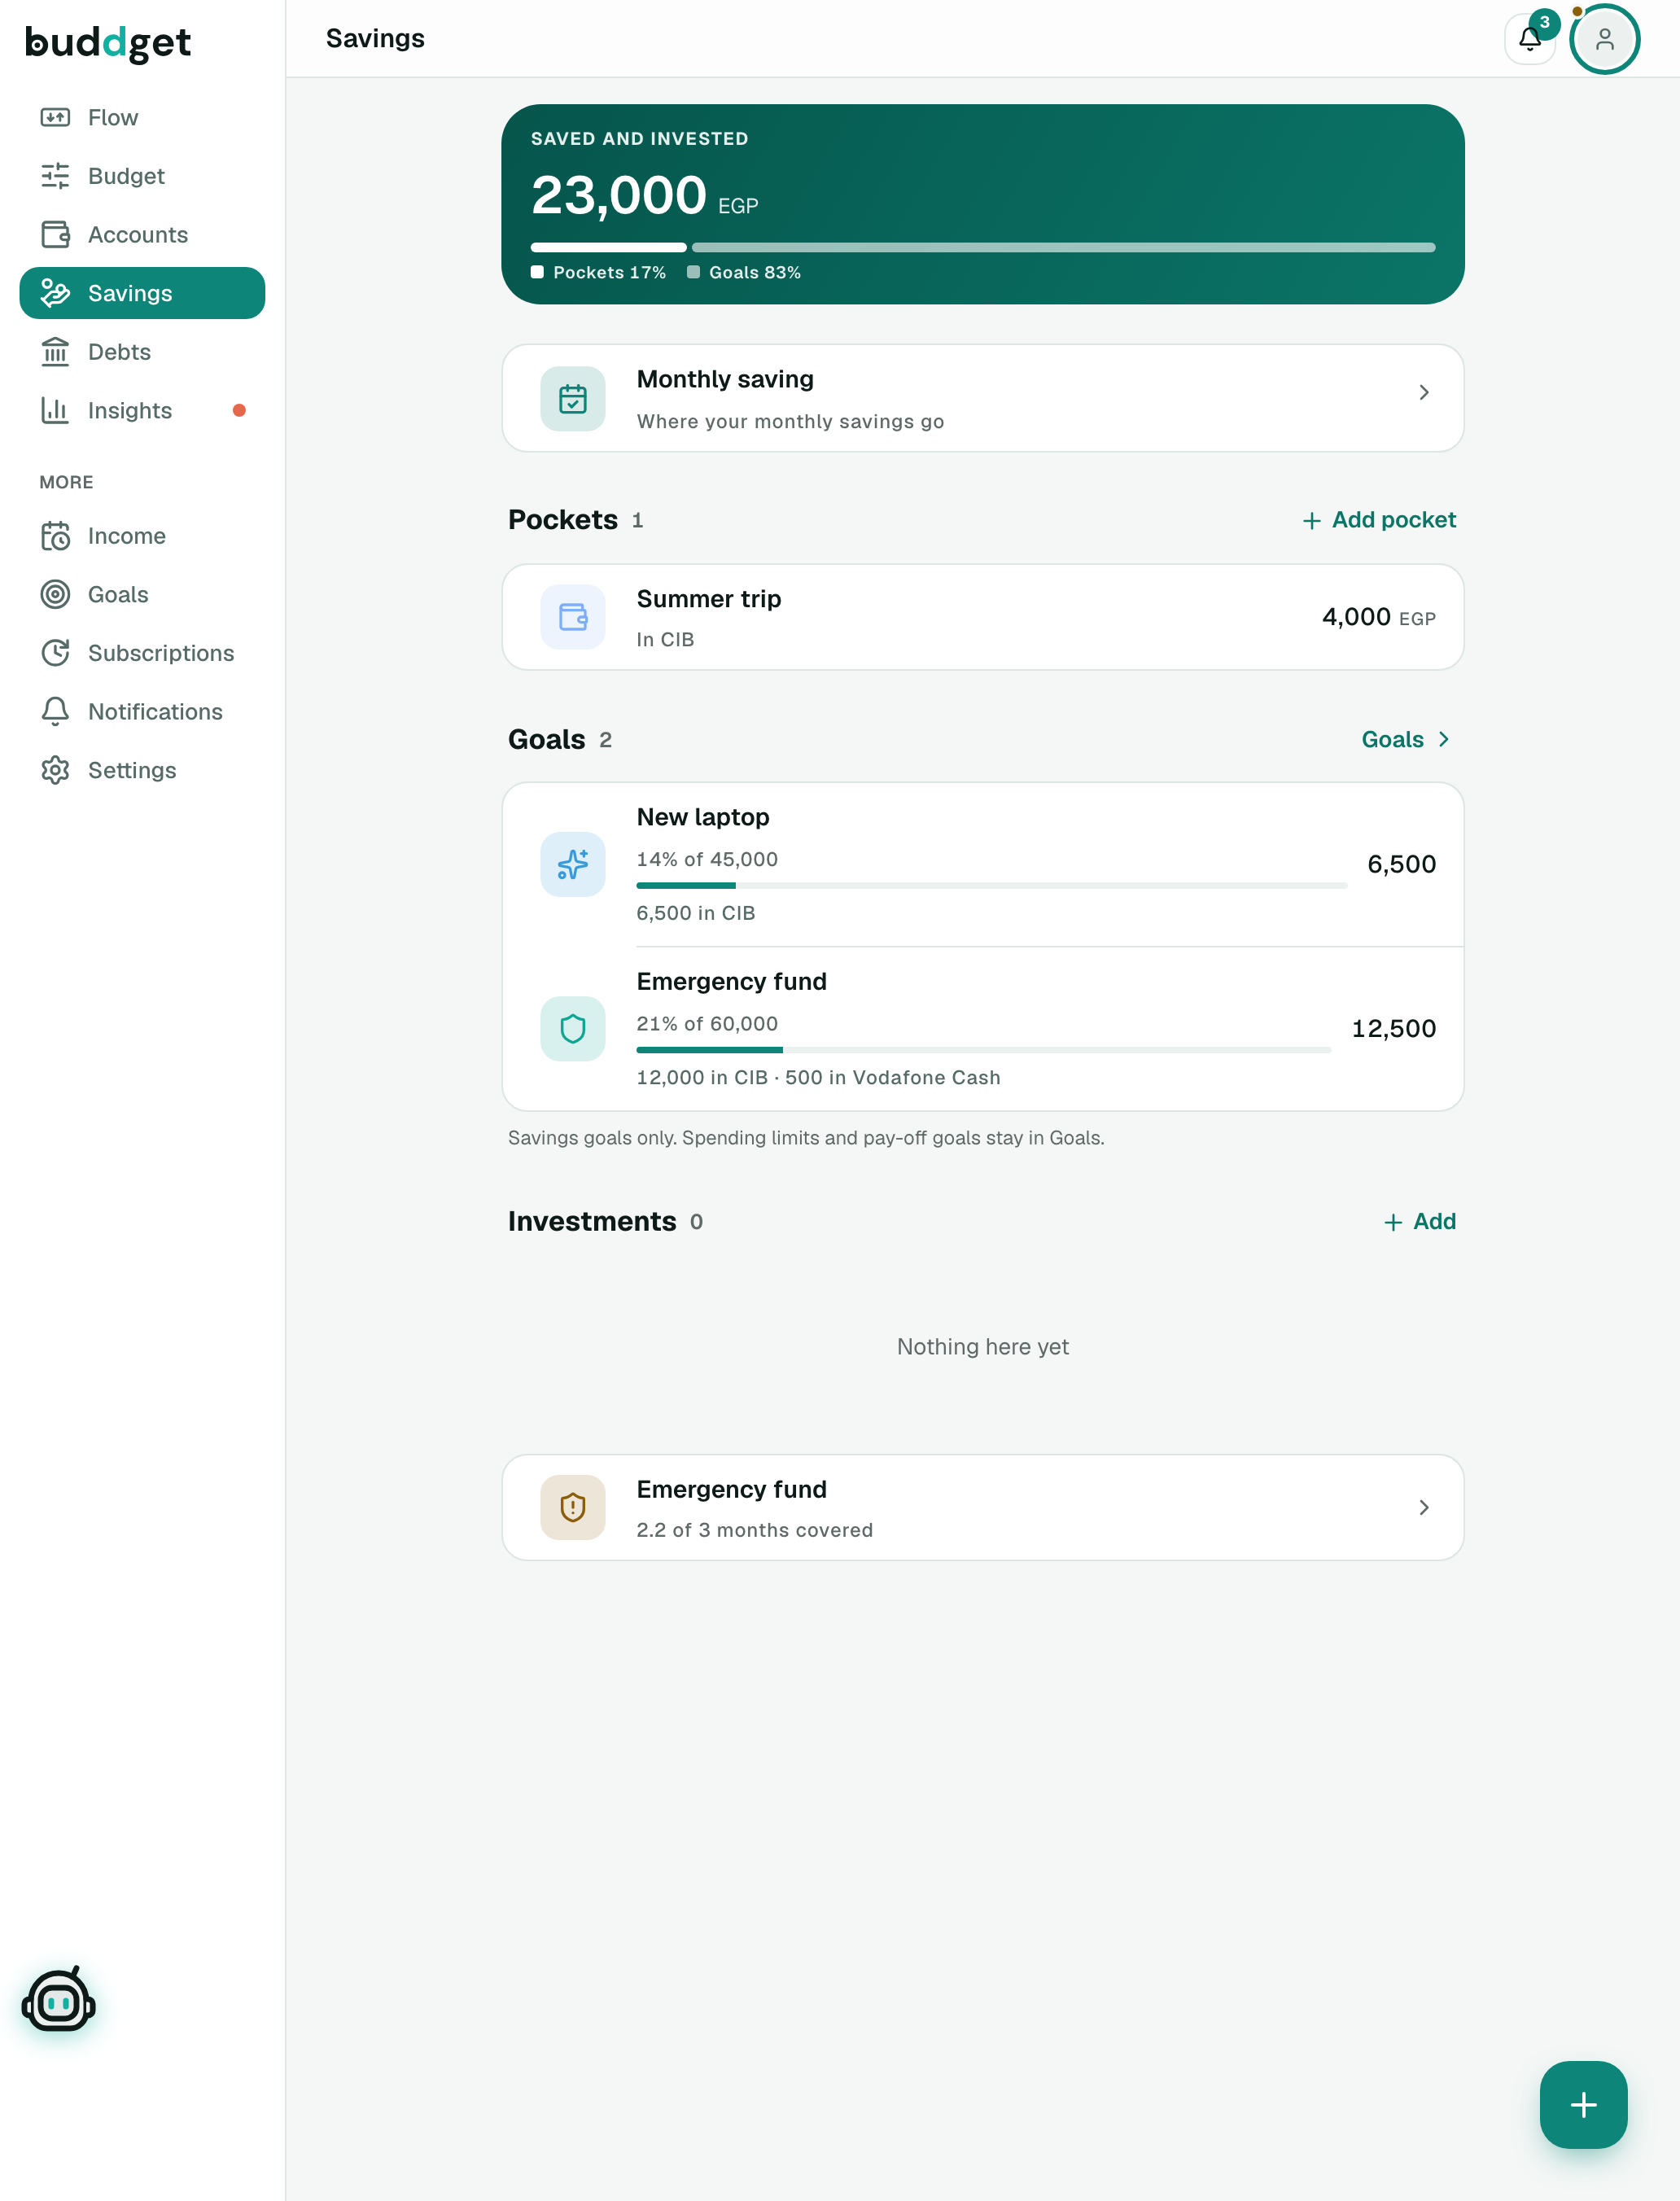 buddget
Flow
Budget
Accounts
Savings
Debts
Insights
MORE
Income
Goals
Subscriptions
Notifications
Settings
Savings
3
SAVED AND INVESTED
23,000 EGP
Pockets 17% Goals 83%
Monthly saving
Where your monthly savings go
Pockets 1
Add pocket
Summer trip
In CIB
4,000 EGP
Goals 2
Goals
New laptop
14% of 45,000
6,500
6,500 in CIB
Emergency fund
21% of 60,000
12,500
12,000 in CIB · 500 in Vodafone Cash
Savings goals only. Spending limits and pay-off goals stay in Goals.
Investments 0
Add
Nothing here yet
Emergency fund
2.2 of 3 months covered